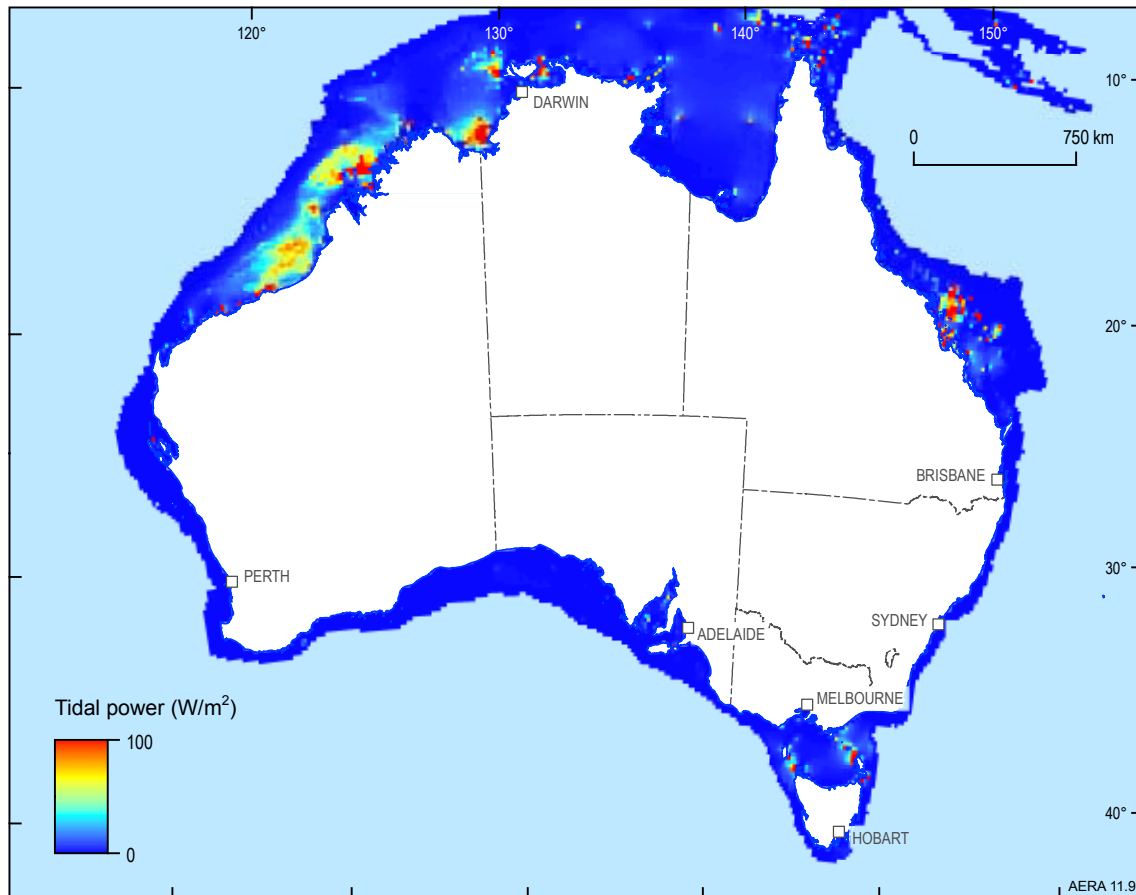 120°
130°
140°
150°
10°
DARWIN
0
750 km
20°
BRISBANE
30°
PERTH
SYDNEY
ADELAIDE
MELBOURNE
Tidal power (W/m²)
100
0
40°
HOBART
AERA 11.9